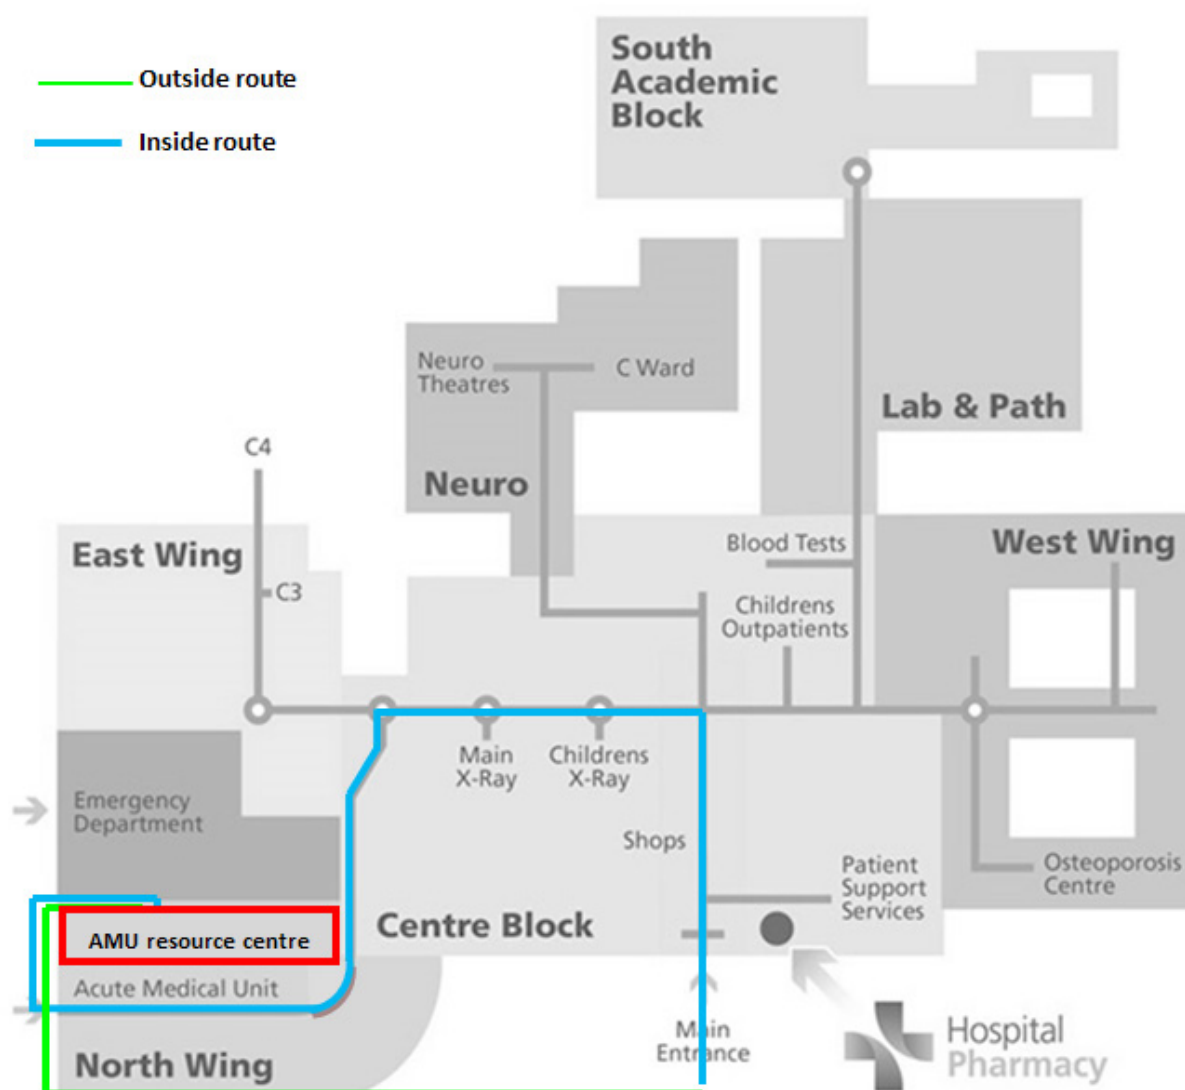 Outside route
Inside route
South
Academic
Block
Neuro
Theatres
C Ward
Lab & Path
C4
Neuro
East Wing
C3
Blood Tests
West Wing
Childrens
Outpatients
Main
X-Ray
Childrens
X-Ray
Emergency
Department
Shops
Patient
Support
Services
Osteoporosis
Centre
Centre Block
AMU resource centre
Acute Medical Unit
North Wing
Main
Entrance
Hospital
Pharmacy